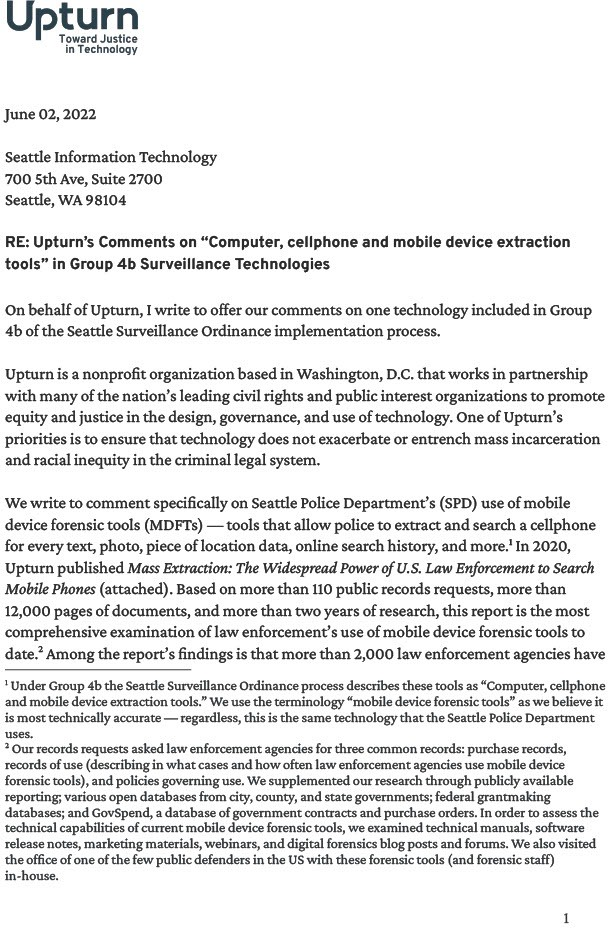 Upturn
Toward Justice
in Technology
June 02, 2022
Seattle Information Technology
700 5th Ave, Suite 2700
Seattle, WA 98104
RE: Upturn’s Comments on “Computer, cellphone and mobile device extraction
tools” in Group 4b Surveillance Technologies
On behalf of Upturn, I write to offer our comments on one technology included in Group
4b of the Seattle Surveillance Ordinance implementation process.
Upturn is a nonprofit organization based in Washington, D.C. that works in partnership
with many of the nation’s leading civil rights and public interest organizations to promote
equity and justice in the design, governance, and use of technology. One of Upturn’s
priorities is to ensure that technology does not exacerbate or entrench mass incarceration
and racial inequity in the criminal legal system.
We write to comment specifically on Seattle Police Department’s (SPD) use of mobile
device forensic tools (MDFTs) — tools that allow police to extract and search a cellphone
for every text, photo, piece of location data, online search history, and more.¹ In 2020,
Upturn published Mass Extraction: The Widespread Power of U.S. Law Enforcement to Search
Mobile Phones (attached). Based on more than 110 public records requests, more than
12,000 pages of documents, and more than two years of research, this report is the most
comprehensive examination of law enforcement’s use of mobile device forensic tools to
date.² Among the report’s findings is that more than 2,000 law enforcement agencies have
¹ Under Group 4b the Seattle Surveillance Ordinance process describes these tools as “Computer, cellphone
and mobile device extraction tools.” We use the terminology “mobile device forensic tools” as we believe it
is most technically accurate — regardless, this is the same technology that the Seattle Police Department
uses.
² Our records requests asked law enforcement agencies for three common records: purchase records,
records of use (describing in what cases and how often law enforcement agencies use mobile device
forensic tools), and policies governing use. We supplemented our research through publicly available
reporting; various open databases from city, county, and state governments; federal grantmaking
databases; and GovSpend, a database of government contracts and purchase orders. In order to assess the
technical capabilities of current mobile device forensic tools, we examined technical manuals, software
release notes, marketing materials, webinars, and digital forensics blog posts and forums. We also visited
the office of one of the few public defenders in the US with these forensic tools (and forensic staff)
in-house.
1